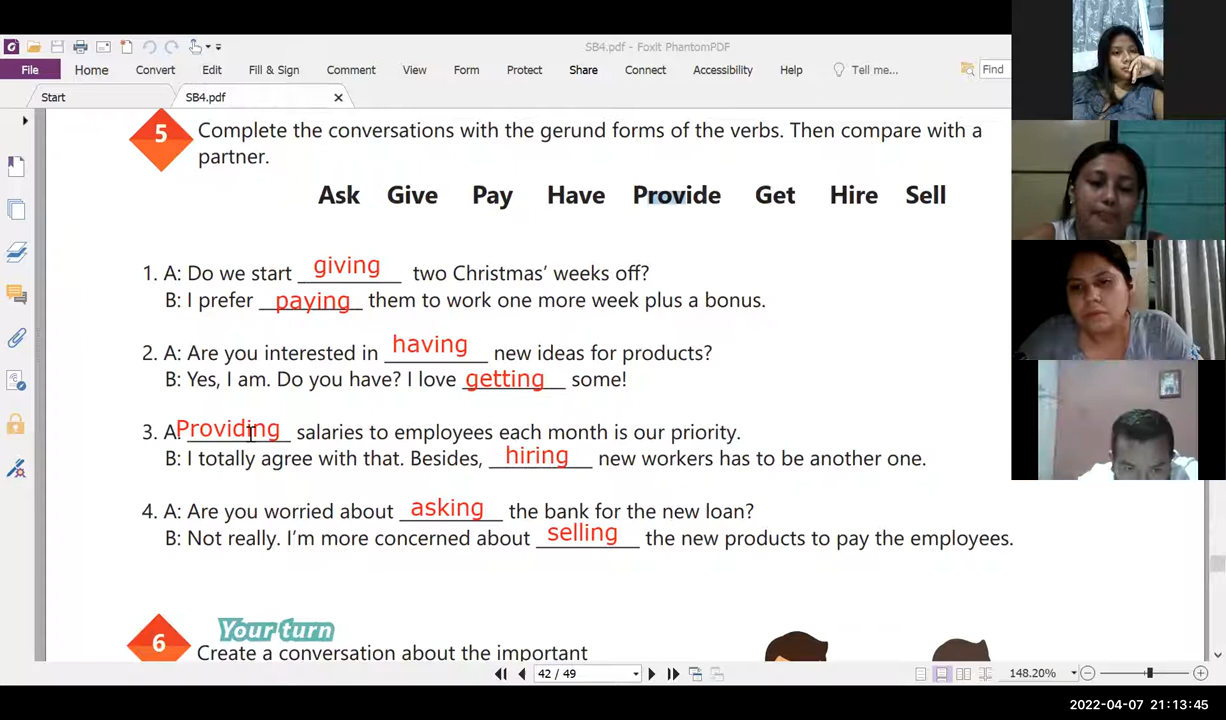 SB4.pdf - Foxit PhantomPDF
File Home Convert Edit Fill & Sign Comment View Form Protect Share Connect Accessibility Help Tell me... Find
Start SB4.pdf
5 Complete the conversations with the gerund forms of the verbs. Then compare with a
partner.
Ask Give Pay Have Provide Get Hire Sell
1. A: Do we start giving two Christmas’ weeks off?
B: I prefer paying them to work one more week plus a bonus.
2. A: Are you interested in having new ideas for products?
B: Yes, I am. Do you have? I love getting some!
3. A: Providing salaries to employees each month is our priority.
B: I totally agree with that. Besides, hiring new workers has to be another one.
4. A: Are you worried about asking the bank for the new loan?
B: Not really. I’m more concerned about selling the new products to pay the employees.
6 Your turn
Create a conversation about the important
42 / 49 148.20%
2022-04-07 21:13:45